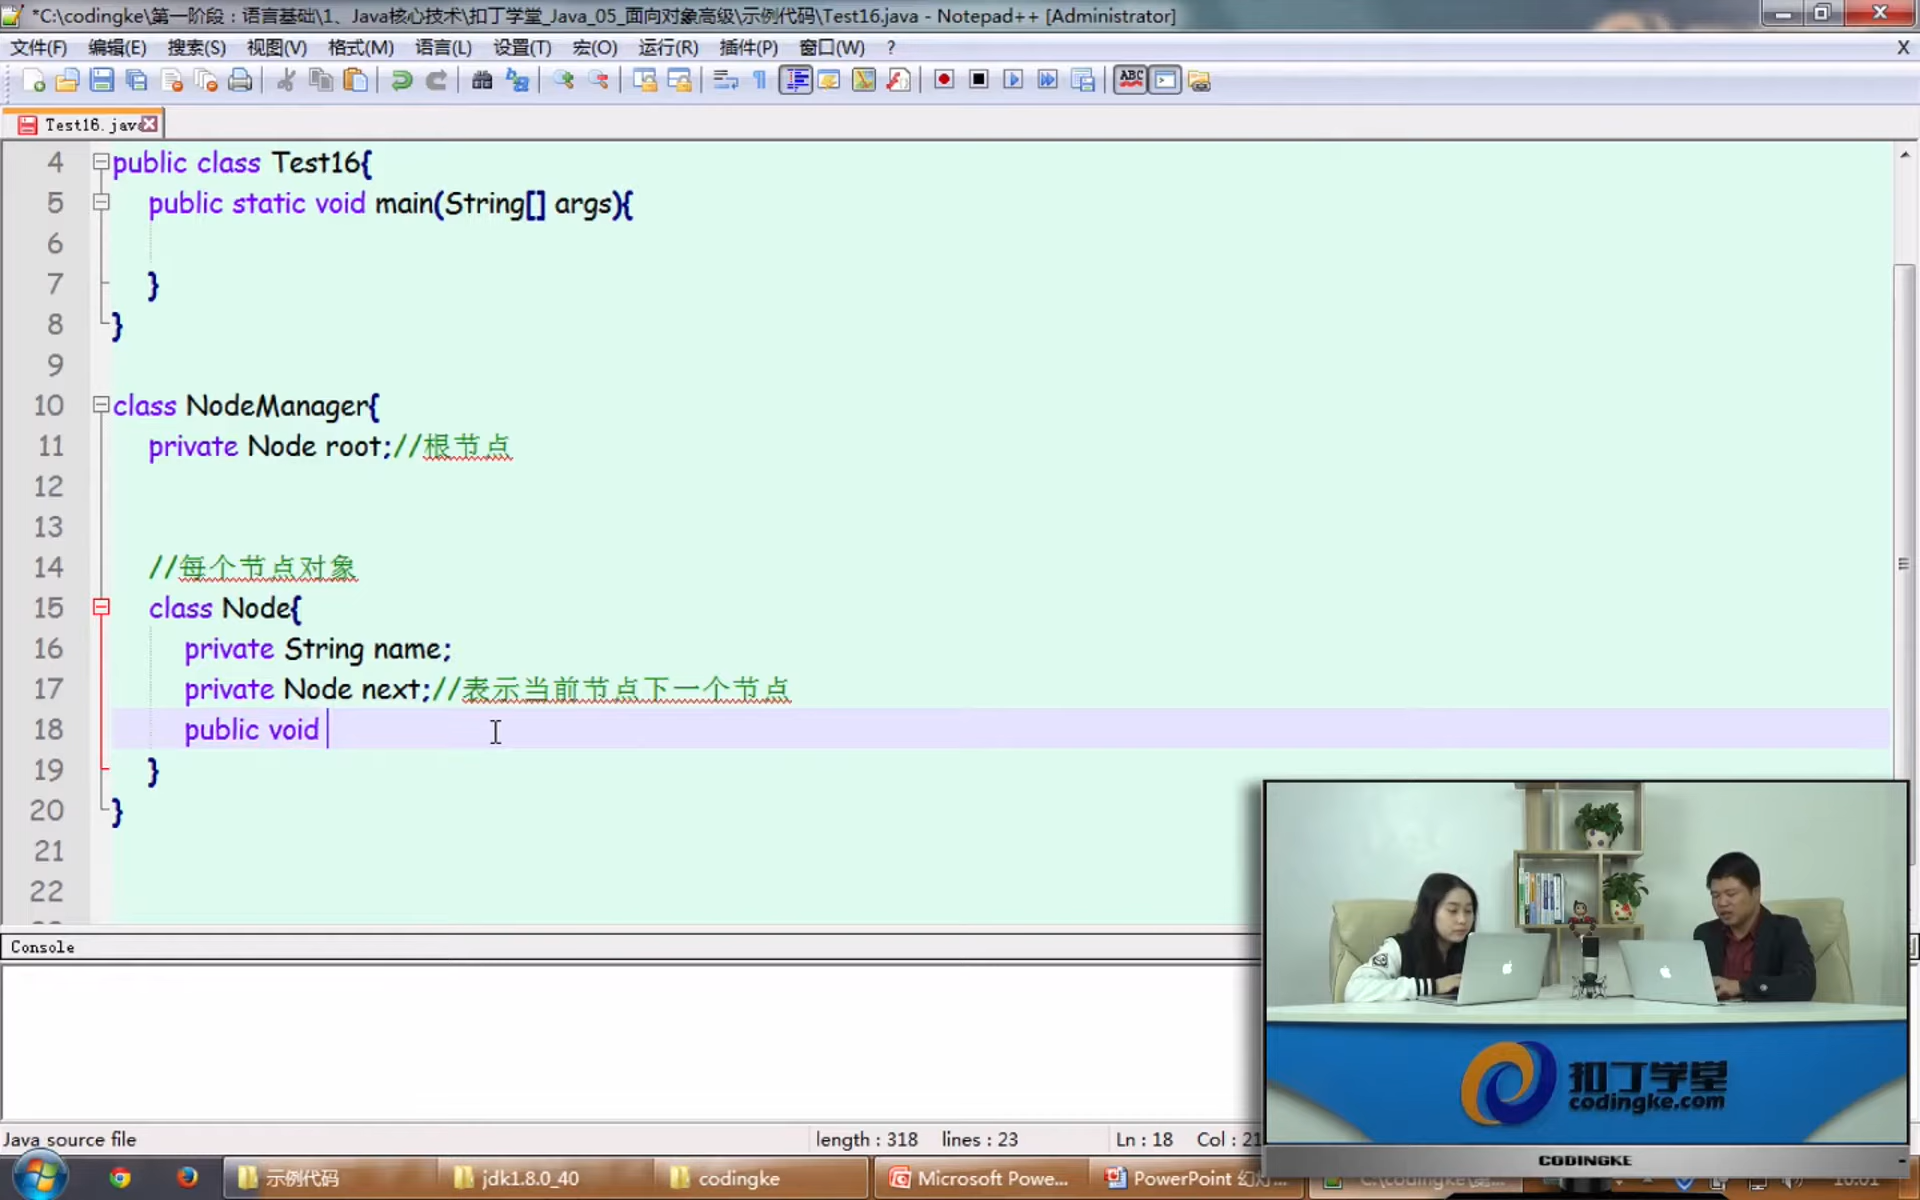 *C:\codingke\第一阶段：语言基础\1、Java核心技术\扣丁学堂_Java_05_面向对象高级\示例代码\Test16.java - Notepad++ [Administrator]
文件(F) 编辑(E) 搜索(S) 视图(V) 格式(M) 语言(L) 设置(T) 宏(O) 运行(R) 插件(P) 窗口(W) ? X
ABC
Test16.java
4 public class Test16{
5 public static void main(String[] args){
6
7 }
8 }
9
10 class NodeManager{
11 private Node root;//根节点
12
13
14 //每个节点对象
15 class Node{
16 private String name;
17 private Node next;//表示当前节点下一个节点
18 public void
19 }
20 }
21
22
Console
扣丁学堂
codingke.com
CODINGKE
Java source file length : 318 lines : 23 Ln : 18 Col : 21
示例代码 jdk1.8.0_40 codingke Microsoft Powe... PowerPoint 幻灯...